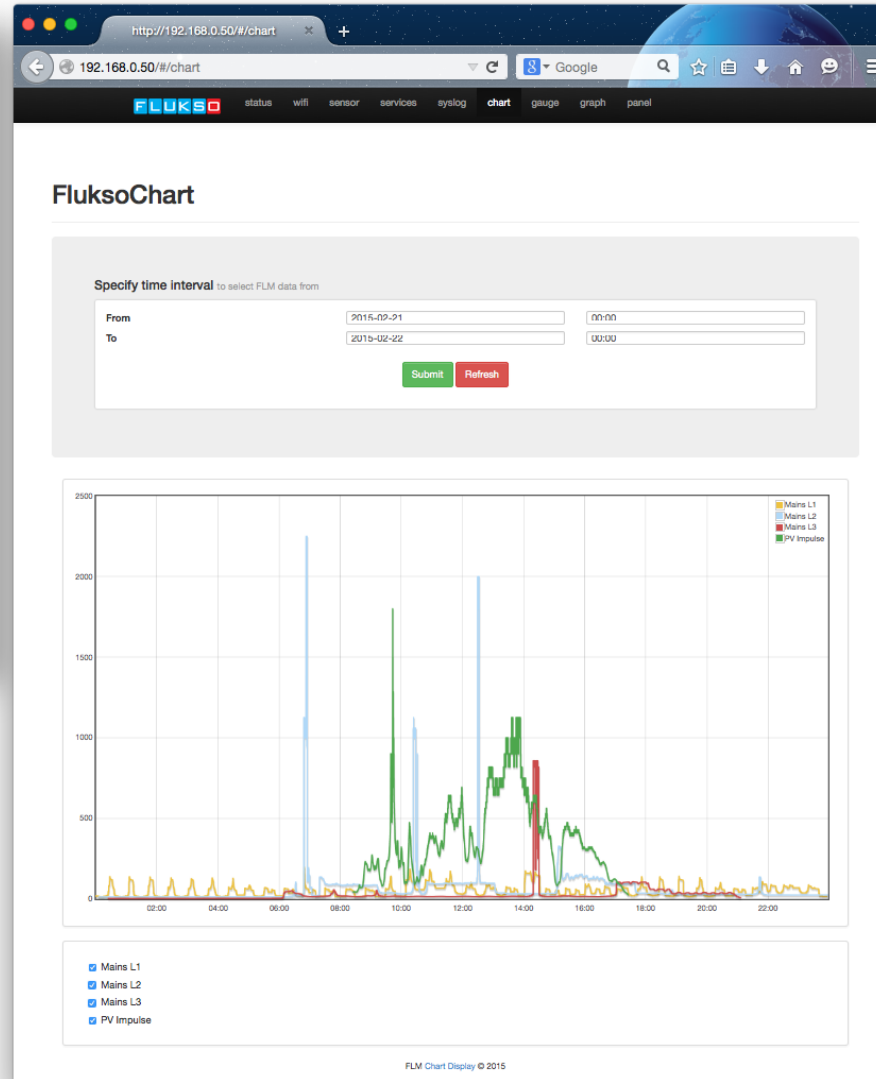 http://192.168.0.50/#/chart × +
192.168.0.50/#/chart
8 Google
FLUKSO status wifi sensor services syslog chart gauge graph panel
FluksoChart
Specify time interval to select FLM data from
From 2015-02-21 00:00
To 2015-02-22 00:00
Submit Refresh
2500
2000
1500
1000
500
0
Mains L1
Mains L2
Mains L3
PV Impulse
02:00 04:00 06:00 08:00 10:00 12:00 14:00 16:00 18:00 20:00 22:00
Mains L1
Mains L2
Mains L3
PV Impulse
FLM Chart Display © 2015